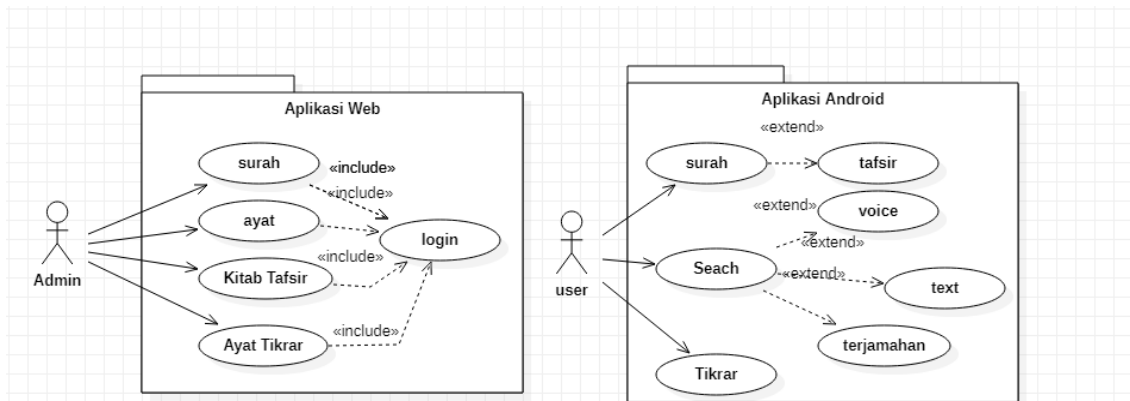 Aplikasi Web
surah
«include»
«include»
ayat
login
«include»
Kitab Tafsir
«include»
Ayat Tikrar
Admin
Aplikasi Android
«extend»
surah
tafsir
«extend»
voice
«extend»
Seach
«extend»
text
terjamahan
Tikrar
user